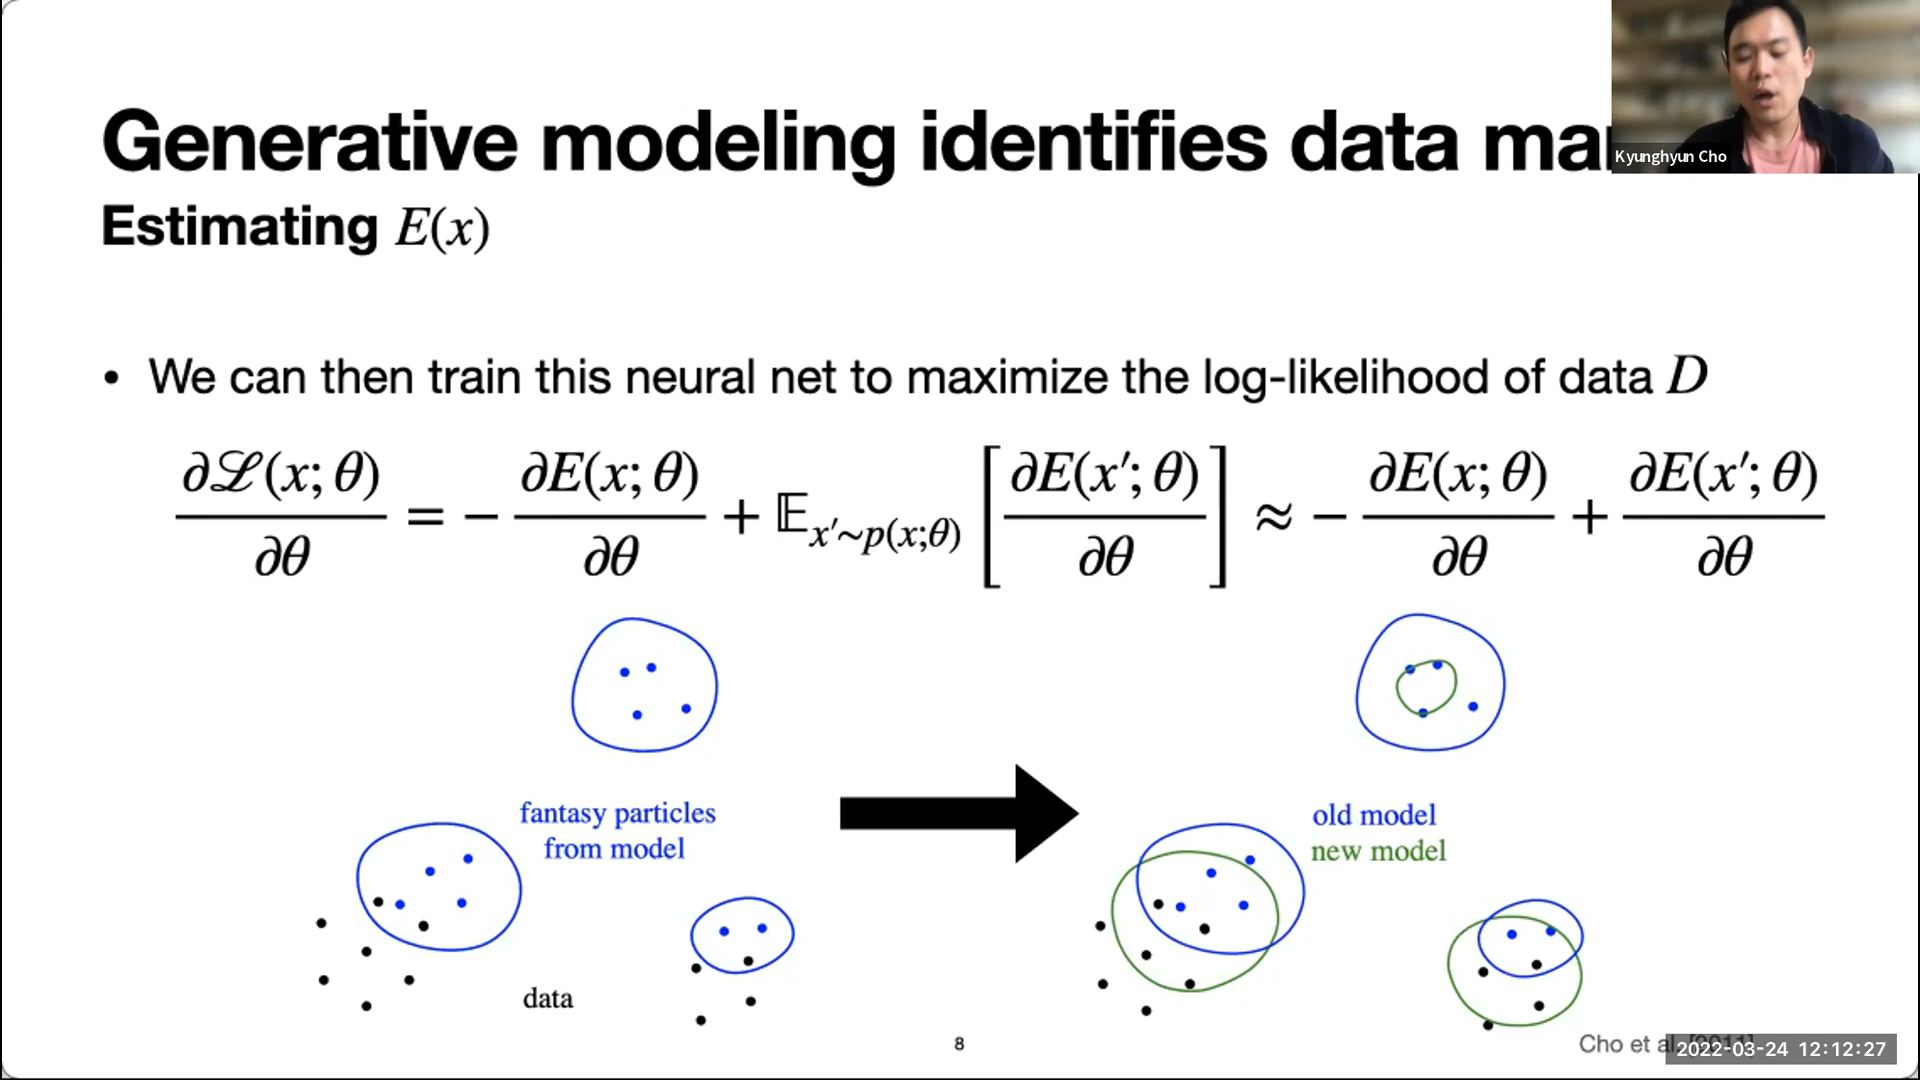 Generative modeling identifies data ma
Kyunghyun Cho
Estimating E(x)
• We can then train this neural net to maximize the log-likelihood of data D
∂ℒ(x; θ)/∂θ = − ∂E(x; θ)/∂θ + 𝔼x′∼p(x;θ) [∂E(x′; θ)/∂θ] ≈ − ∂E(x; θ)/∂θ + ∂E(x′; θ)/∂θ
fantasy particles
from model
old model
new model
data
8
Cho et al.
2022-03-24 12:12:27